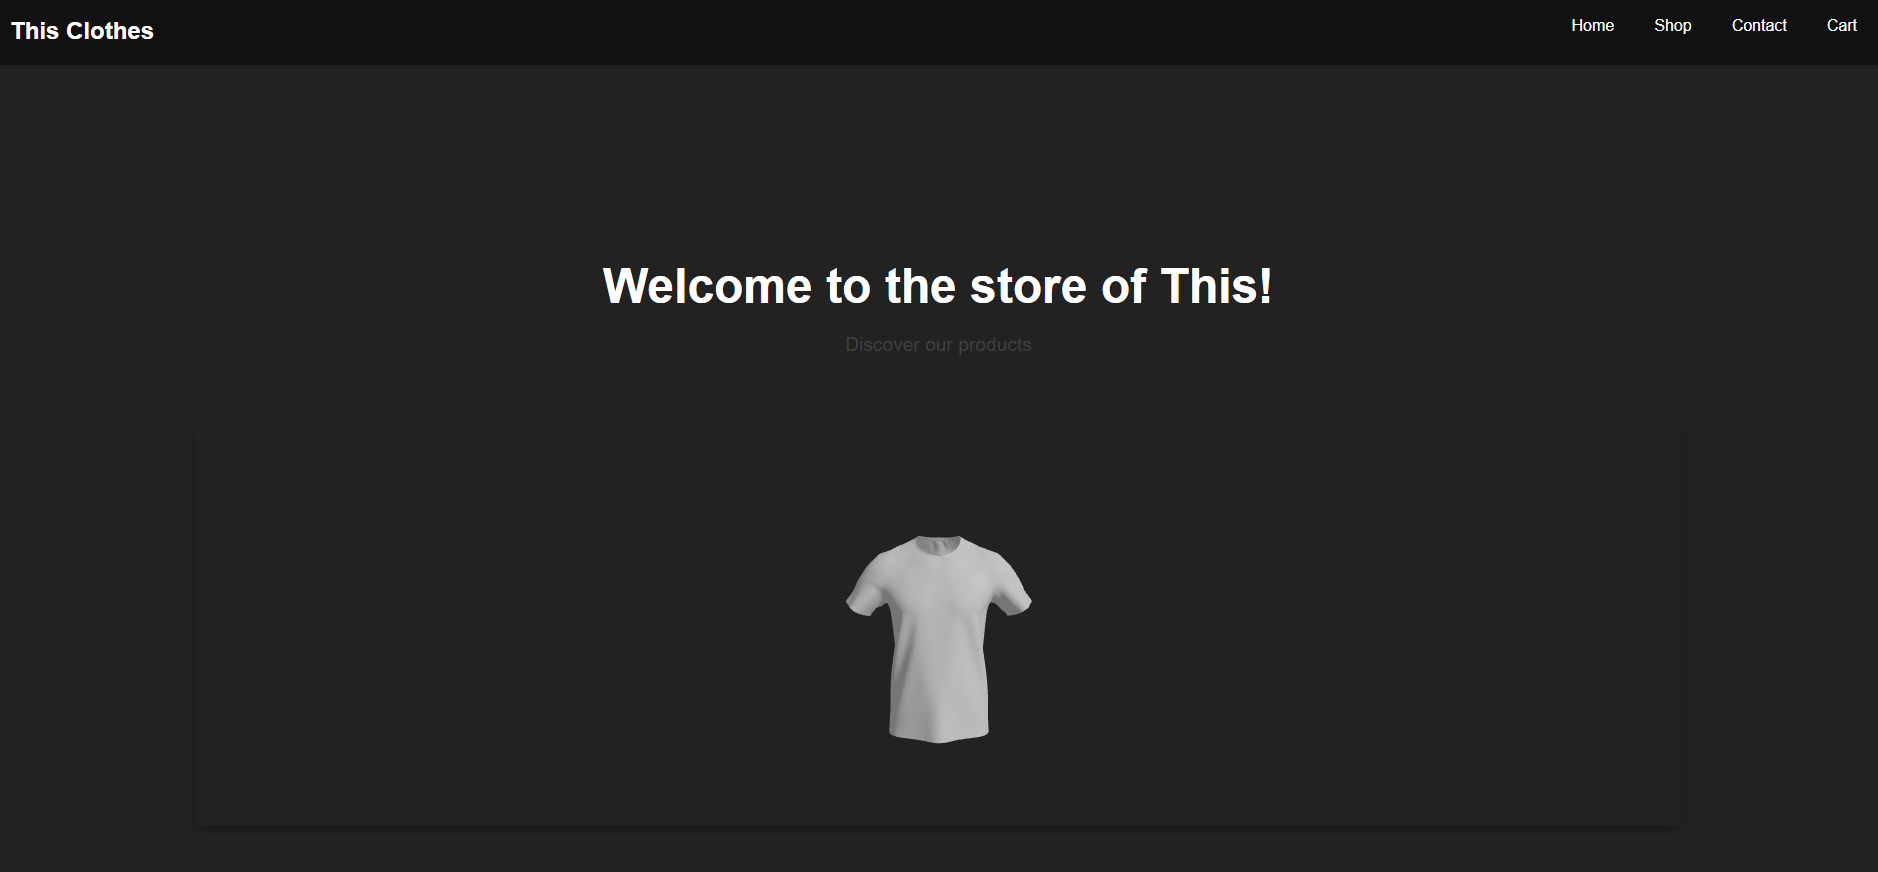 This Clothes
Home Shop Contact Cart
Welcome to the store of This!
Discover our products